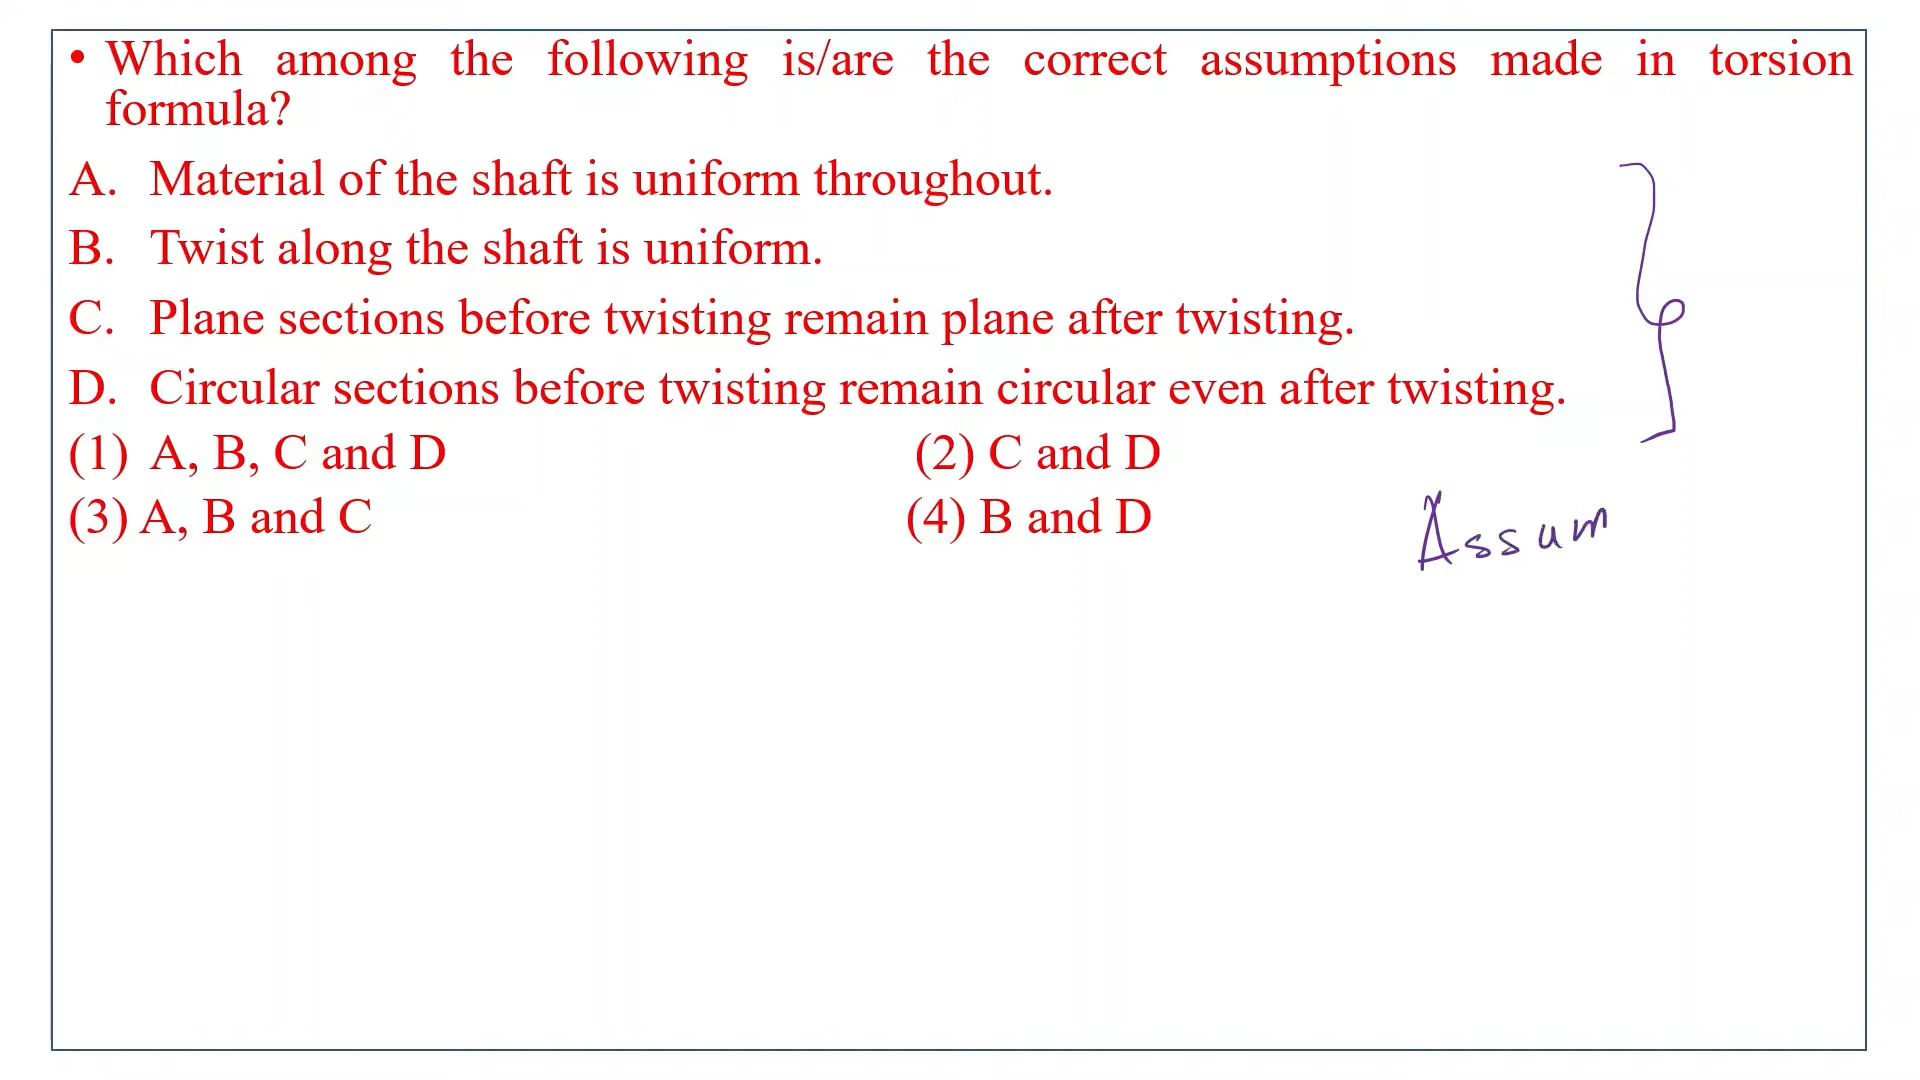 • Which among the following is/are the correct assumptions made in torsion
formula?
A. Material of the shaft is uniform throughout.
B. Twist along the shaft is uniform.
C. Plane sections before twisting remain plane after twisting.
D. Circular sections before twisting remain circular even after twisting.
(1) A, B, C and D (2) C and D
(3) A, B and C (4) B and D
Assum